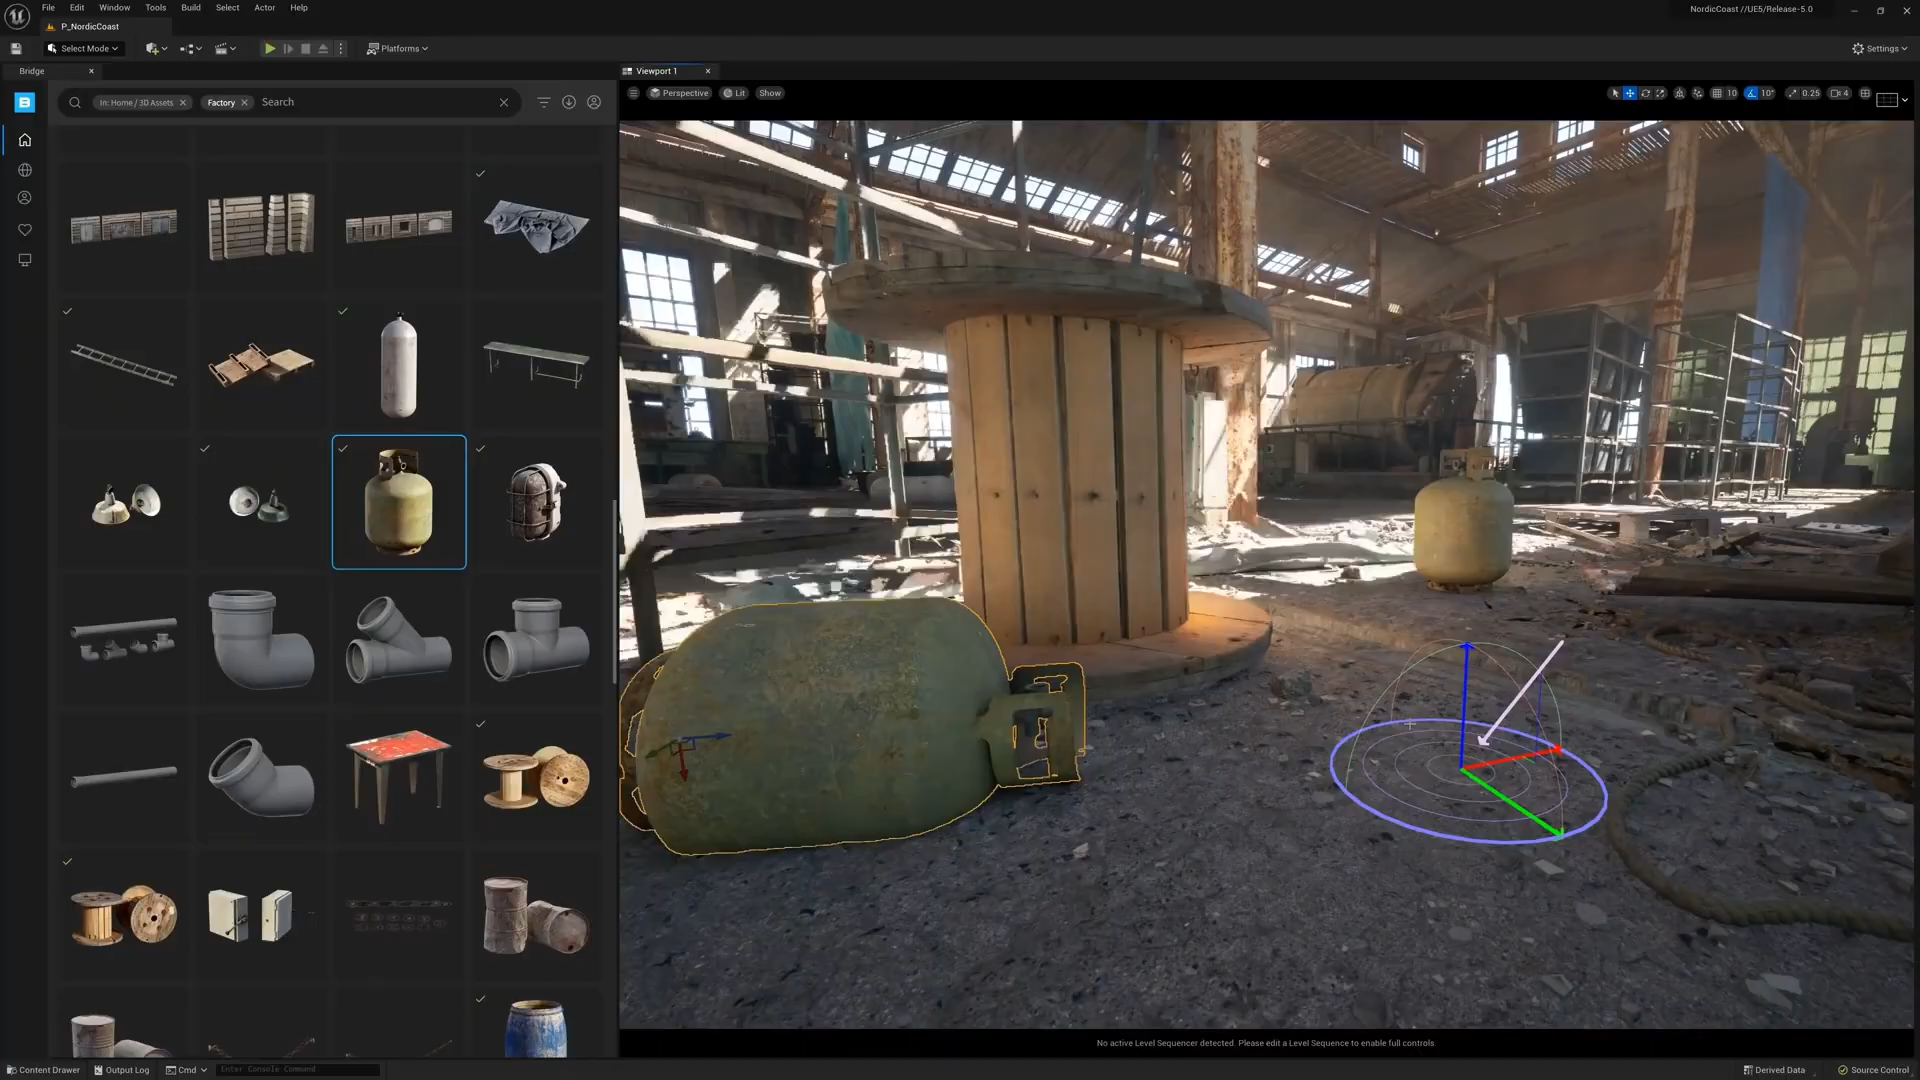 File Edit Window Tools Build Select Actor Help
NordicCoast //UE5/Release-5.0
P_NordicCoast
Select Mode
Platforms
Settings
Bridge
Viewport 1
In: Home / 3D Assets
Factory
Search
Perspective
Lit
Show
10
10°
0.25
4
No active Level Sequencer detected. Please edit a Level Sequence to enable full controls.
Content Drawer
Output Log
Cmd
Enter Console Command
Derived Data
Source Control